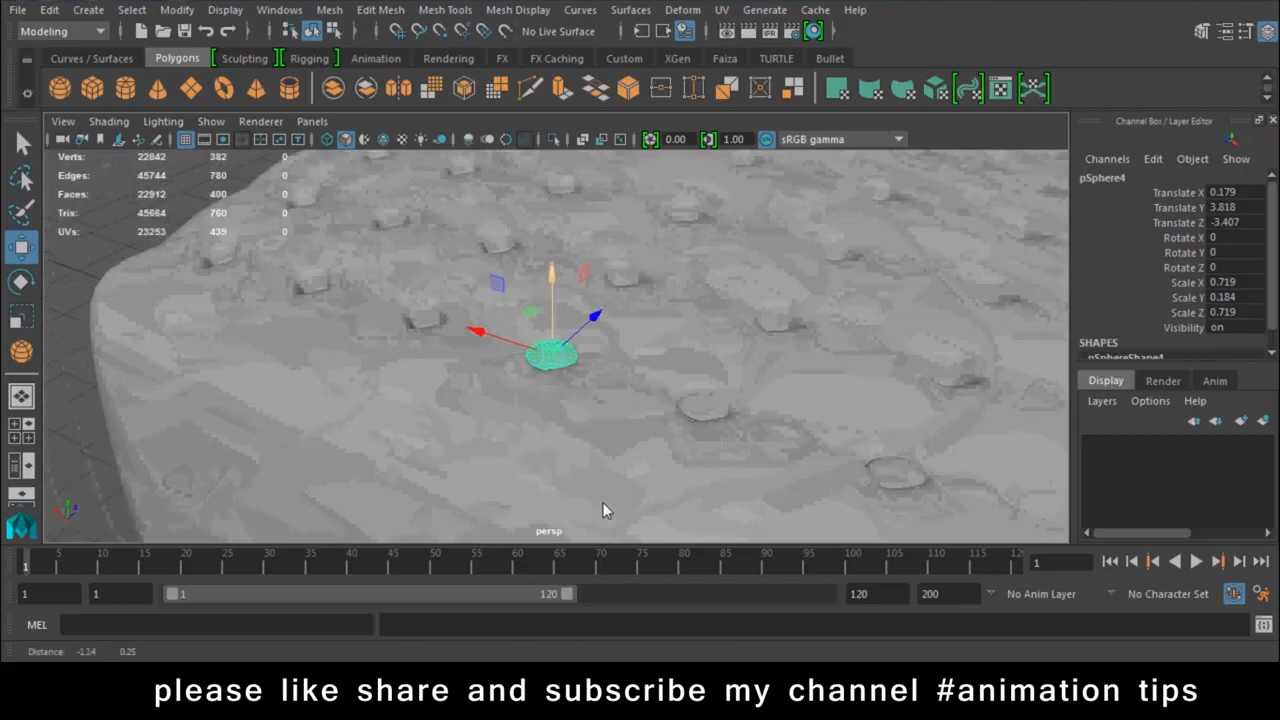 File Edit Create Select Modify Display Windows Mesh Edit Mesh Mesh Tools Mesh Display Curves Surfaces Deform UV Generate Cache Help
Modeling No Live Surface
Curves / Surfaces Polygons Sculpting Rigging Animation Rendering FX FX Caching Custom XGen Faiza TURTLE Bullet
View Shading Lighting Show Renderer Panels
0.00 1.00 sRGB gamma
Verts: 22842 382 0
Edges: 45744 780 0
Faces: 22912 400 0
Tris: 45664 760 0
UVs: 23253 439 0
persp
Channel Box / Layer Editor
Channels Edit Object Show
pSphere4
Translate X 0.179
Translate Y 3.818
Translate Z -3.407
Rotate X 0
Rotate Y 0
Rotate Z 0
Scale X 0.719
Scale Y 0.184
Scale Z 0.719
Visibility on
SHAPES
pSphereShape4
Display Render Anim
Layers Options Help
5 10 15 20 25 30 35 40 45 50 55 60 65 70 75 80 85 90 95 100 105 110 115 12
1 1
1 1 1 120 120 200 No Anim Layer No Character Set
MEL
Distance: -1.14 0.25
please like share and subscribe my channel #animation tips